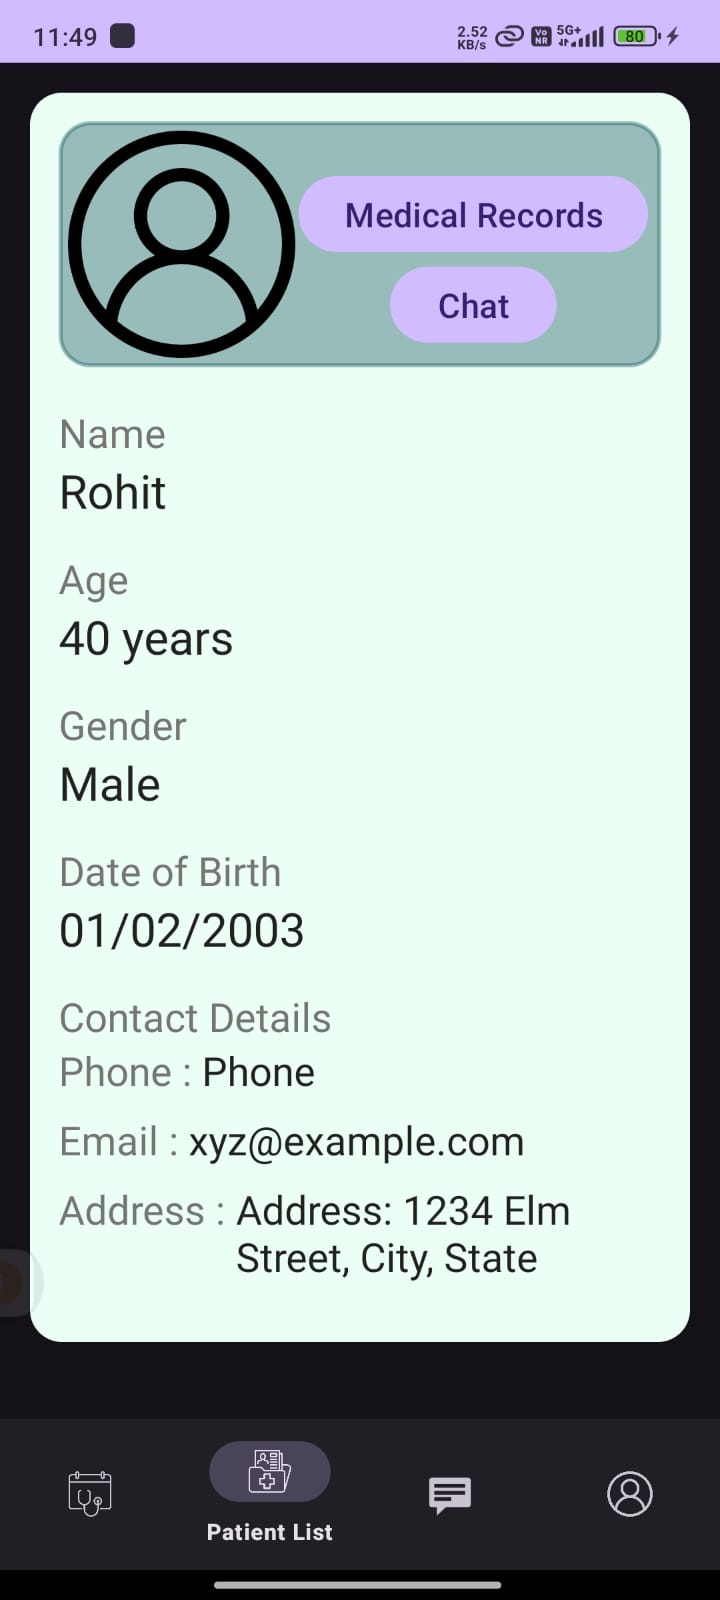 11:49
2.52
KB/s
Vo
NR
5G+
80
Medical Records
Chat
Name
Rohit
Age
40 years
Gender
Male
Date of Birth
01/02/2003
Contact Details
Phone : Phone
Email : xyz@example.com
Address : Address: 1234 Elm
Street, City, State
Patient List